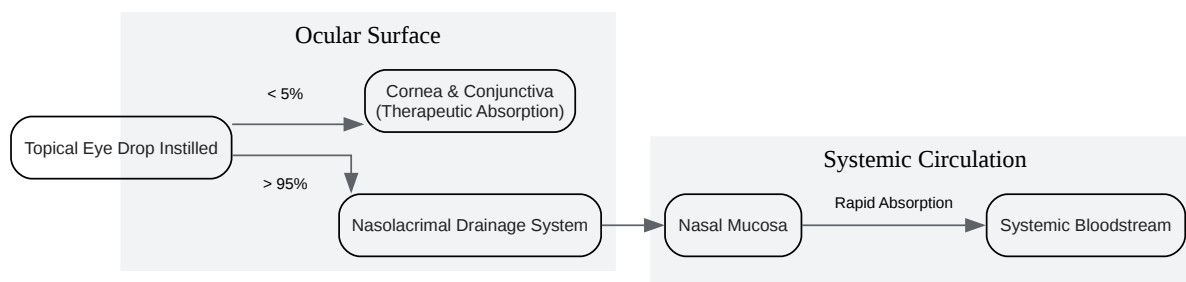 Ocular Surface
< 5%
Cornea & Conjunctiva
(Therapeutic Absorption)
Topical Eye Drop Instilled
> 95%
Nasolacrimal Drainage System
Systemic Circulation
Nasal Mucosa
Rapid Absorption
Systemic Bloodstream